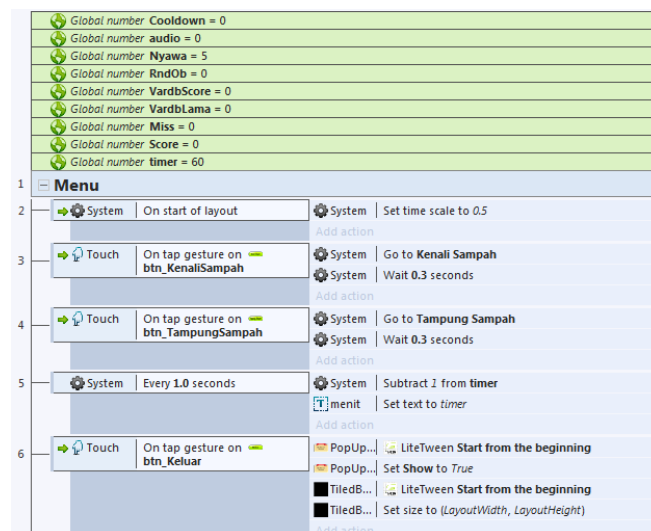 Global number Cooldown = 0
Global number audio = 0
Global number Nyawa = 5
Global number RndOb = 0
Global number VardbScore = 0
Global number VardbLama = 0
Global number Miss = 0
Global number Score = 0
Global number timer = 60
1 Menu
2 System On start of layout System Set time scale to 0.5
Add action
3 Touch On tap gesture on btn_KenaliSampah System Go to Kenali Sampah
System Wait 0.3 seconds
Add action
4 Touch On tap gesture on btn_TampungSampah System Go to Tampung Sampah
System Wait 0.3 seconds
Add action
5 System Every 1.0 seconds System Subtract 1 from timer
T menit Set text to timer
Add action
6 Touch On tap gesture on btn_Keluar PopUp... LiteTween Start from the beginning
PopUp... Set Show to True
TiledB... LiteTween Start from the beginning
TiledB... Set size to (LayoutWidth, LayoutHeight)
Add action